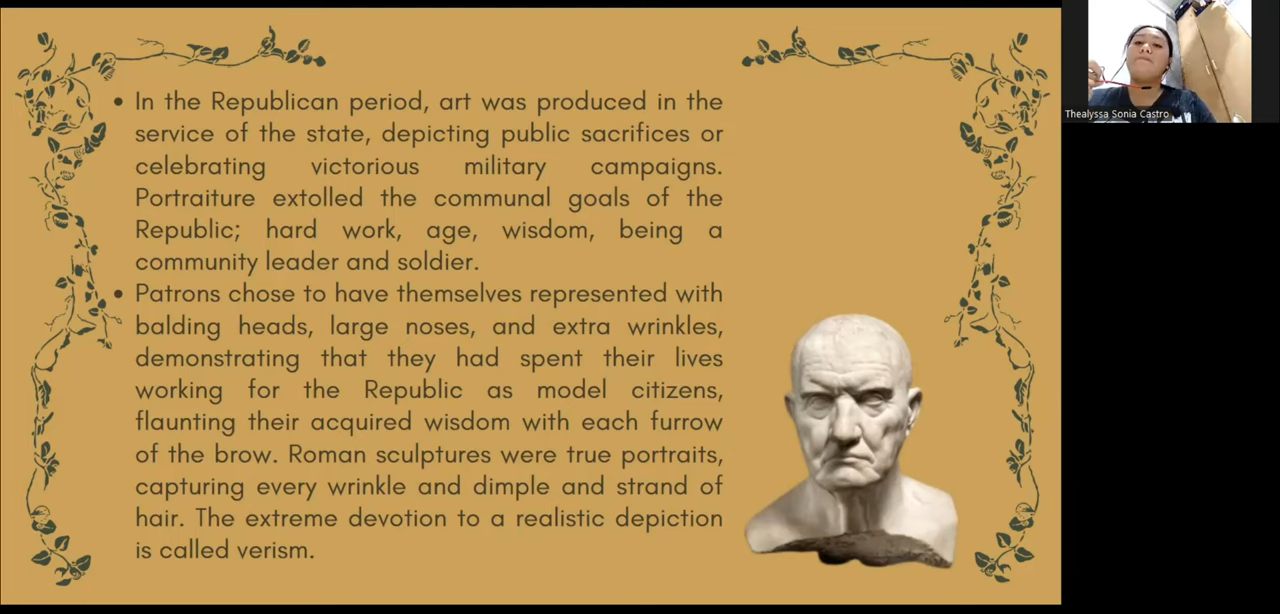 In the Republican period, art was produced in the
service of the state, depicting public sacrifices or
celebrating victorious military campaigns.
Portraiture extolled the communal goals of the
Republic; hard work, age, wisdom, being a
community leader and soldier.
Patrons chose to have themselves represented with
balding heads, large noses, and extra wrinkles,
demonstrating that they had spent their lives
working for the Republic as model citizens,
flaunting their acquired wisdom with each furrow
of the brow. Roman sculptures were true portraits,
capturing every wrinkle and dimple and strand of
hair. The extreme devotion to a realistic depiction
is called verism.
Thealyssa Sonia Castro